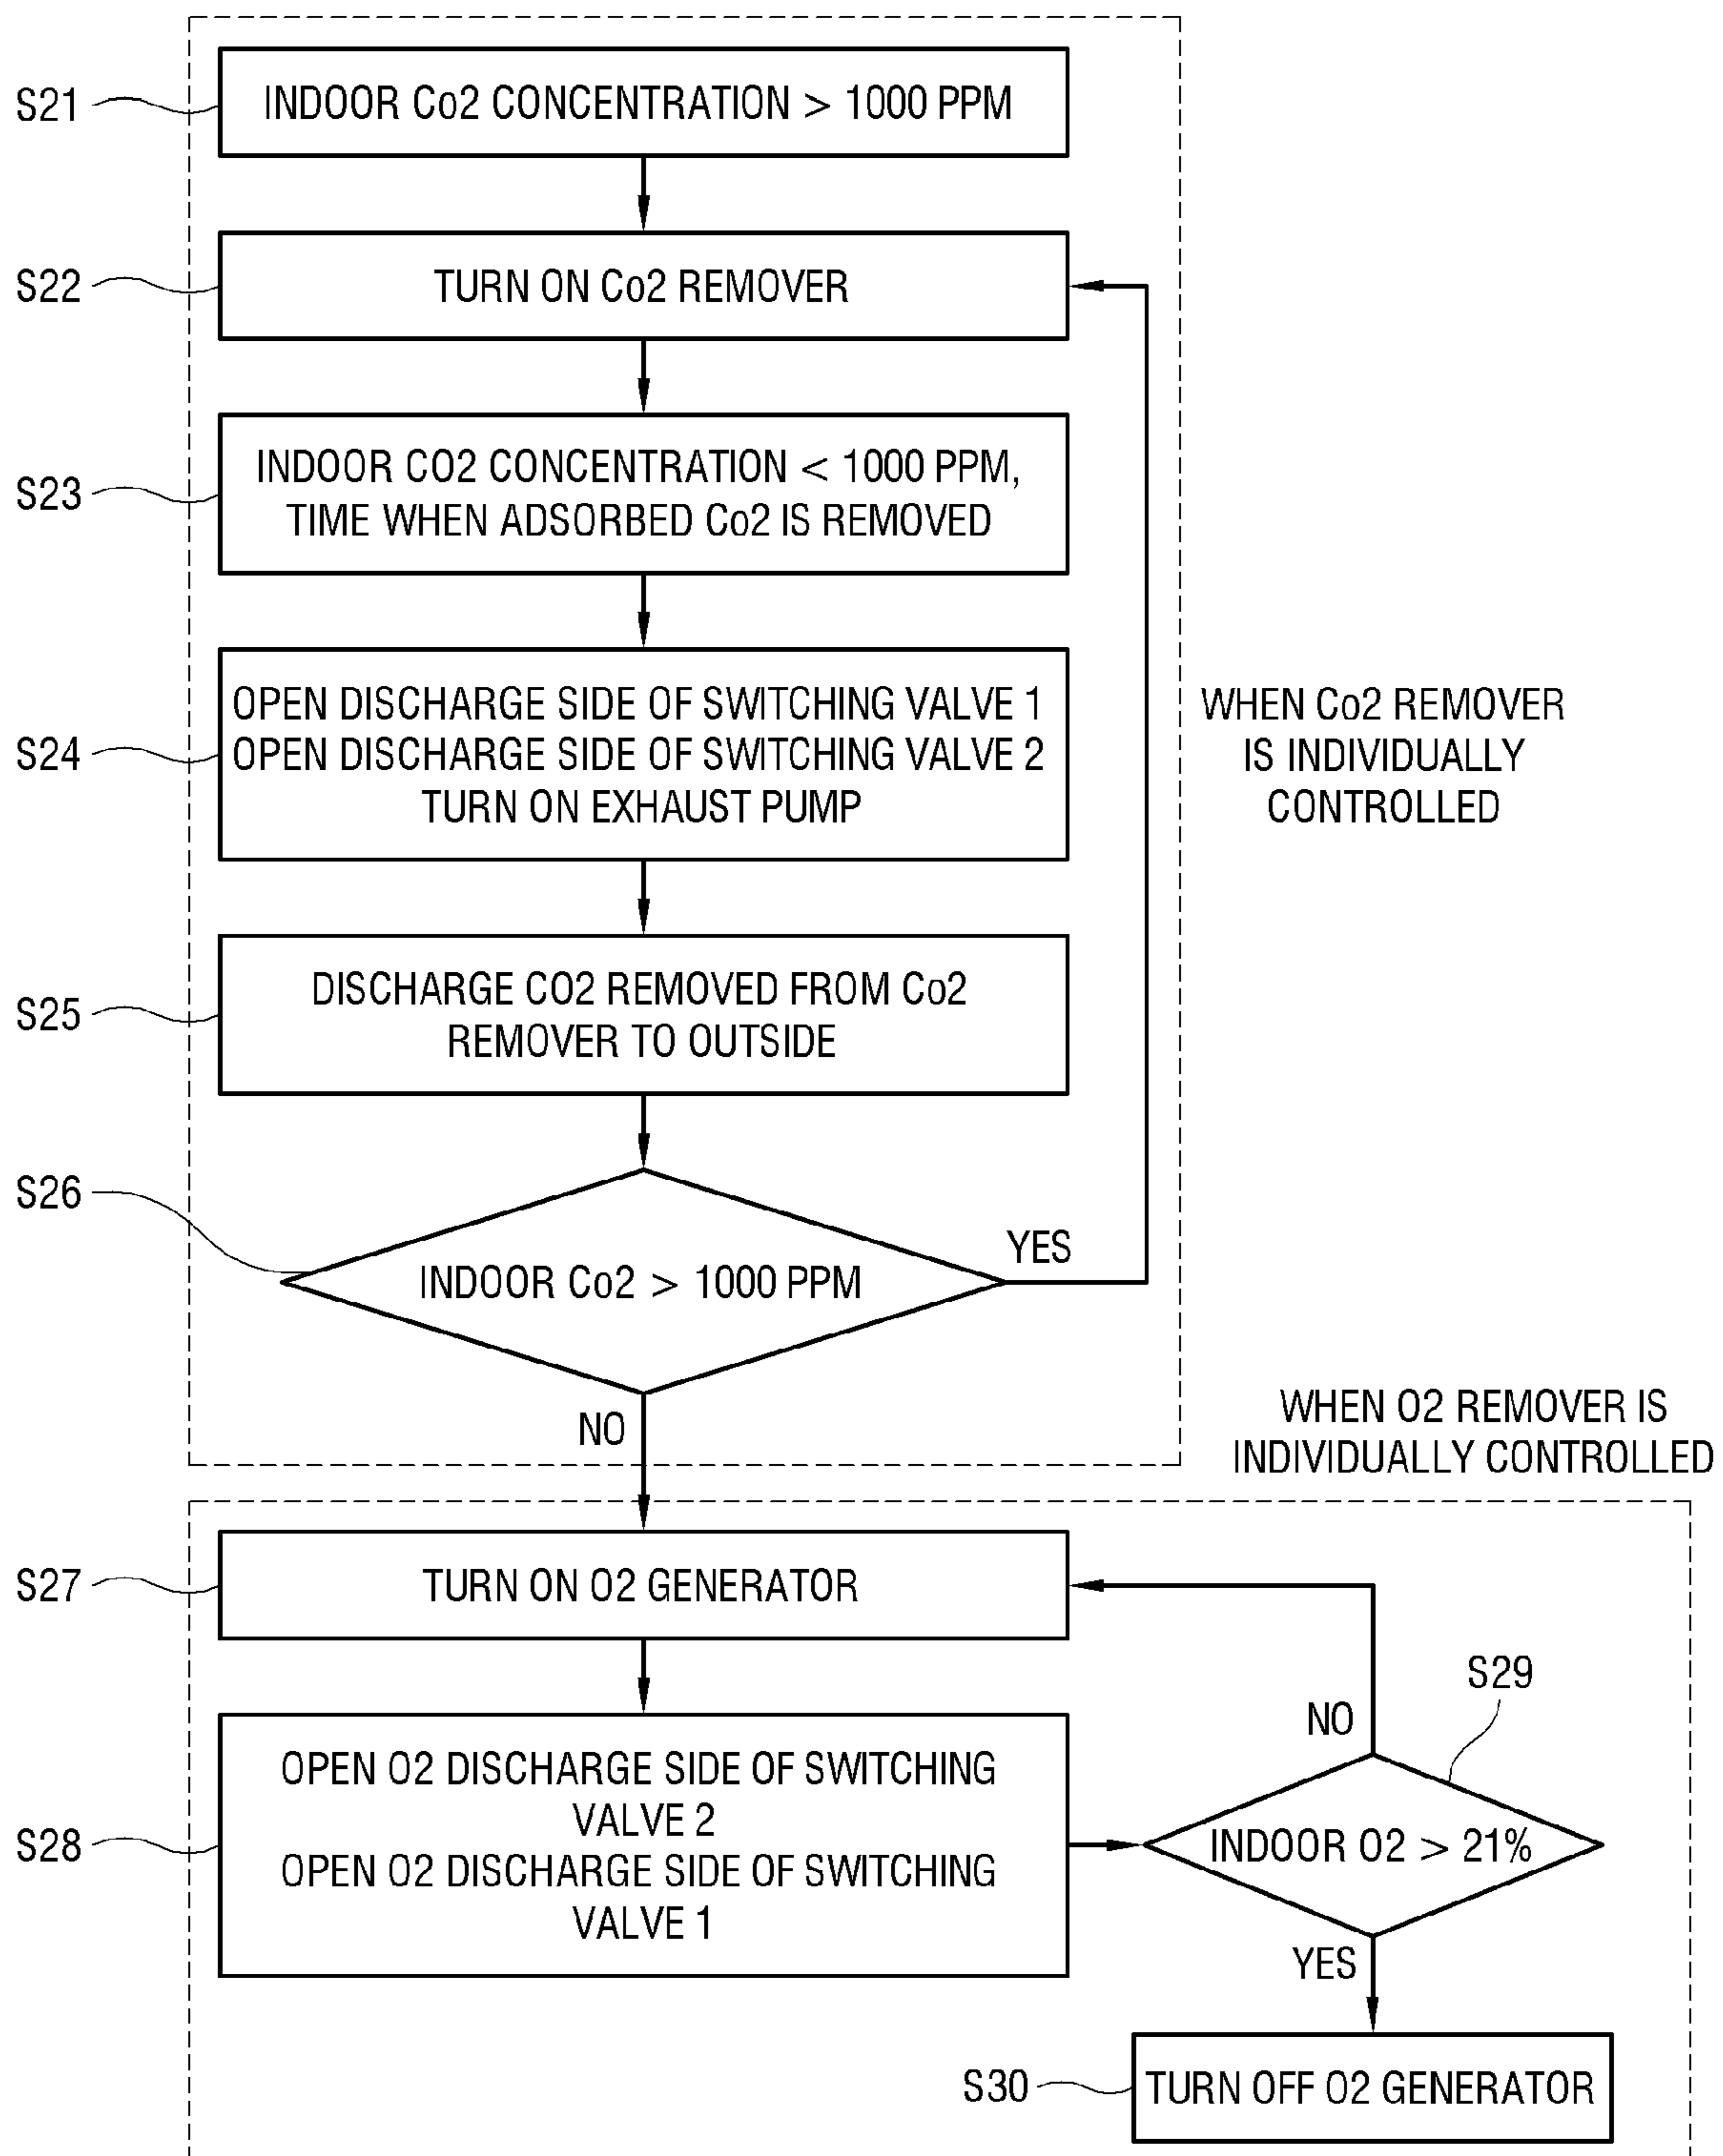 S21
INDOOR Co2 CONCENTRATION > 1000 PPM
S22
TURN ON Co2 REMOVER
S23
INDOOR CO2 CONCENTRATION < 1000 PPM,
TIME WHEN ADSORBED Co2 IS REMOVED
S24
OPEN DISCHARGE SIDE OF SWITCHING VALVE 1
OPEN DISCHARGE SIDE OF SWITCHING VALVE 2
TURN ON EXHAUST PUMP
WHEN Co2 REMOVER
IS INDIVIDUALLY
CONTROLLED
S25
DISCHARGE CO2 REMOVED FROM Co2
REMOVER TO OUTSIDE
S26
INDOOR Co2 > 1000 PPM
YES
NO
WHEN O2 REMOVER IS
INDIVIDUALLY CONTROLLED
S27
TURN ON O2 GENERATOR
S28
OPEN O2 DISCHARGE SIDE OF SWITCHING
VALVE 2
OPEN O2 DISCHARGE SIDE OF SWITCHING
VALVE 1
S29
NO
INDOOR O2 > 21%
YES
S30
TURN OFF O2 GENERATOR